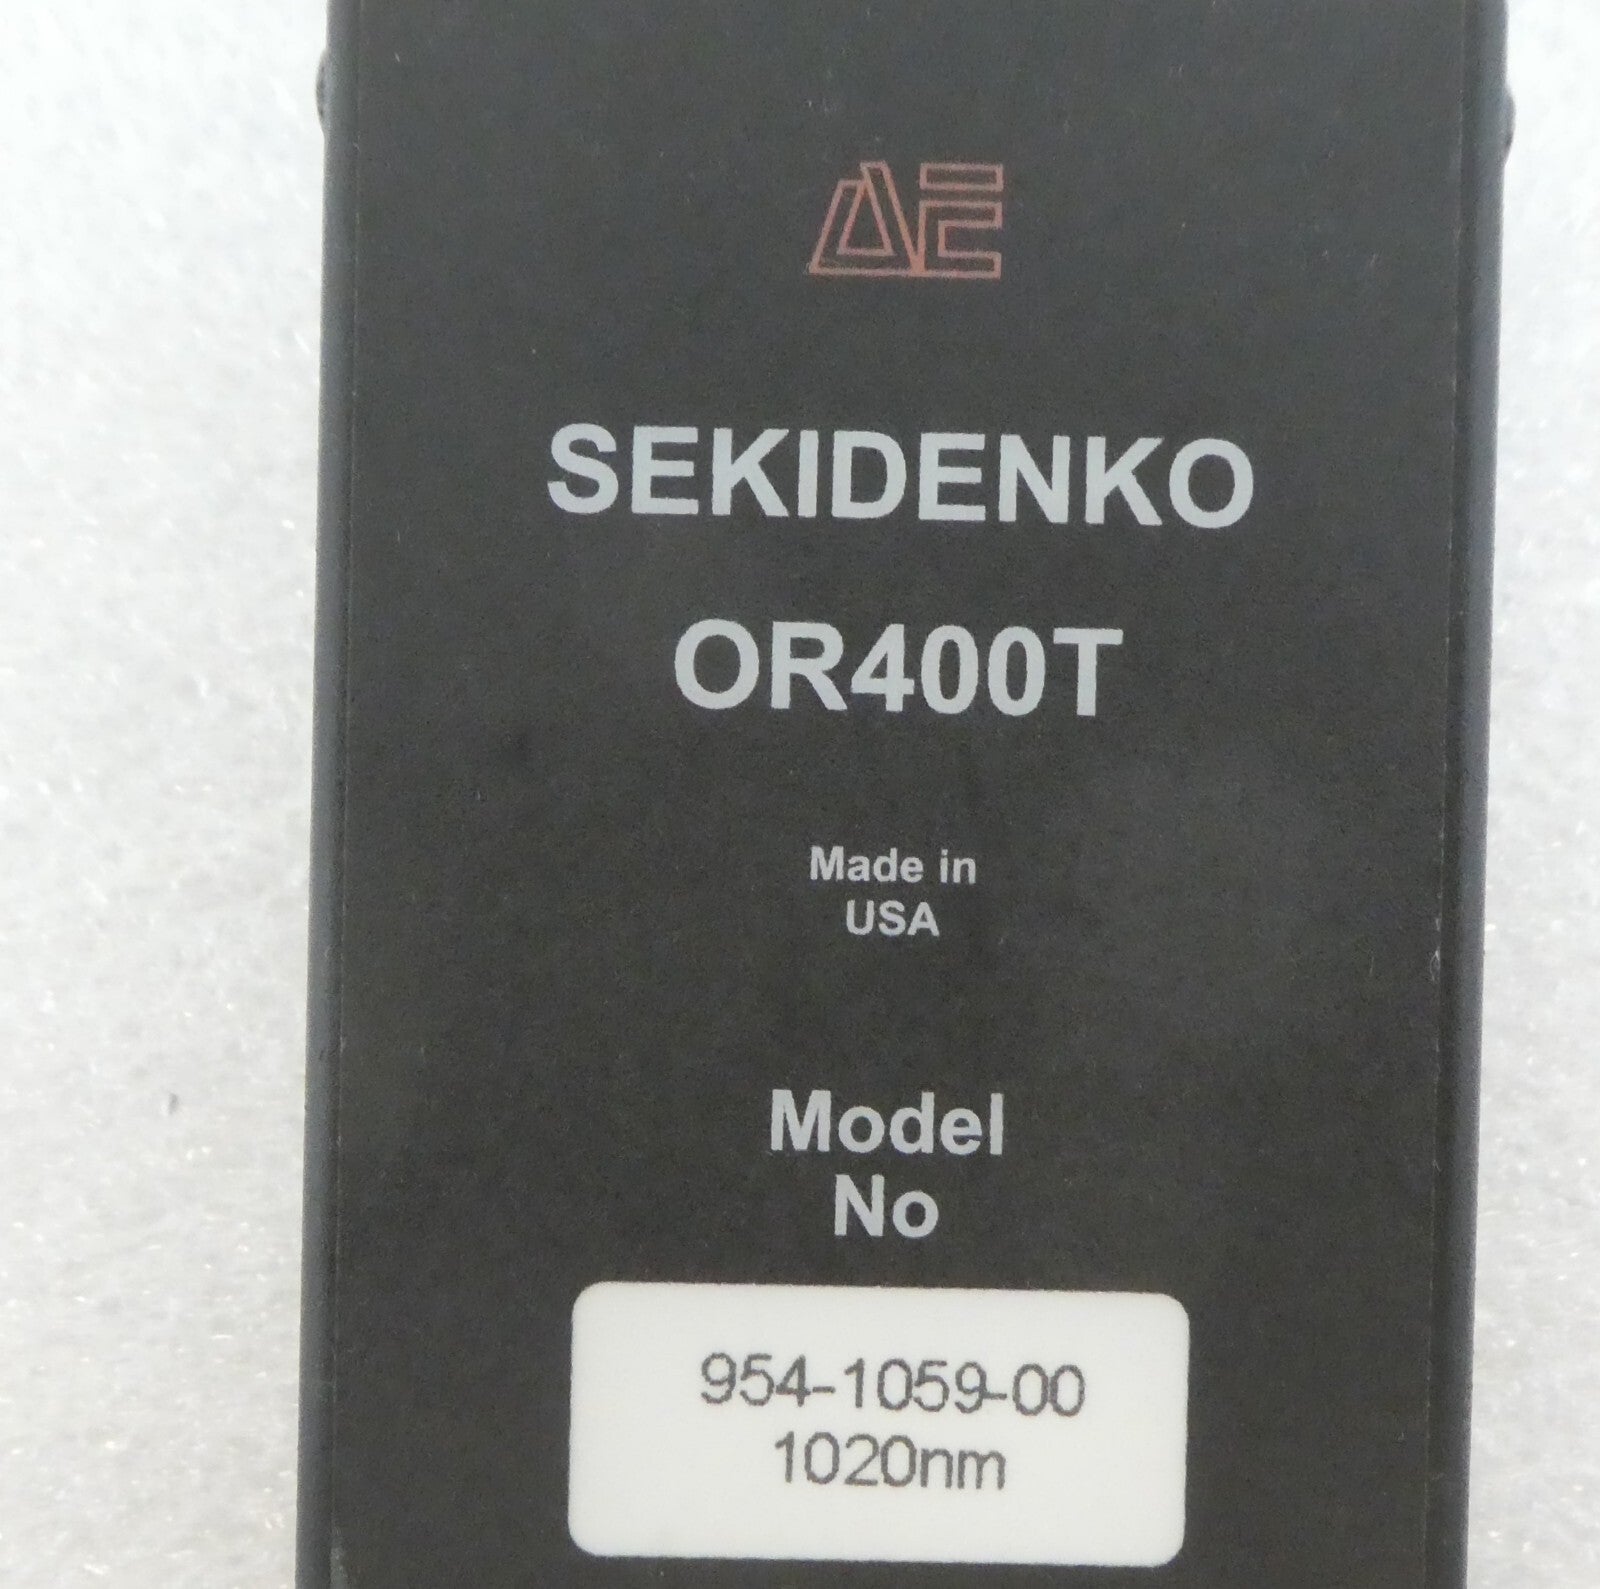 AE
SEKIDENKO
OR400T
Made in
USA
Model
No
954-1059-00
1020nm